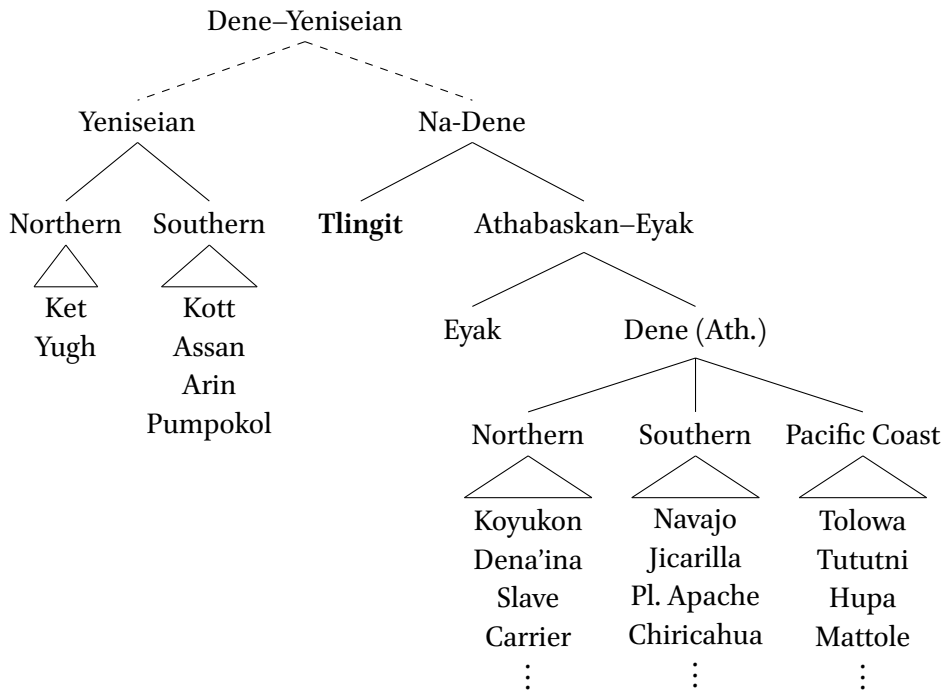 Dene–Yeniseian
Yeniseian Na-Dene
Northern Southern Tlingit Athabaskan–Eyak
Ket Kott
Yugh Assan
Arin
Pumpokol
Eyak Dene (Ath.)
Northern Southern Pacific Coast
Koyukon Navajo Tolowa
Dena'ina Jicarilla Tututni
Slave Pl. Apache Hupa
Carrier Chiricahua Mattole
⋮ ⋮ ⋮